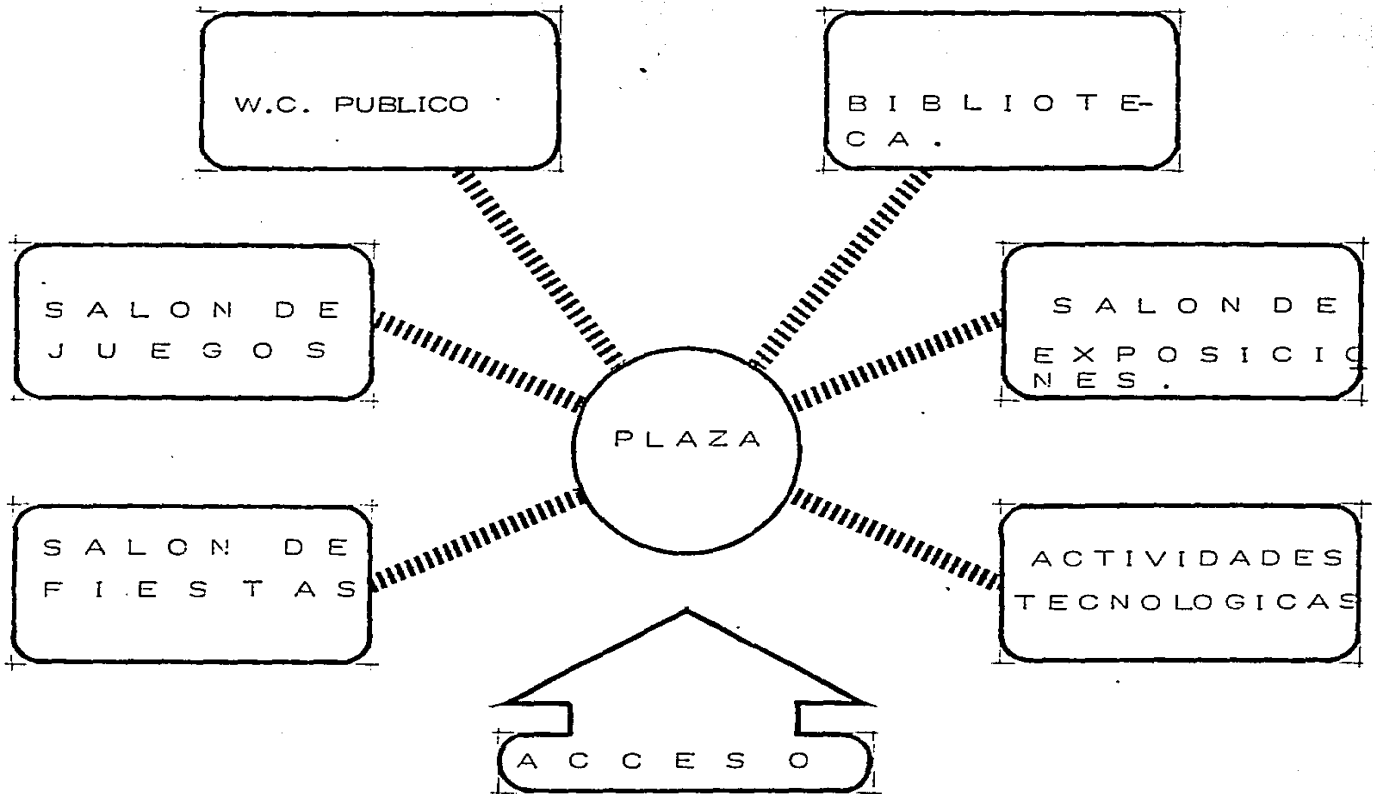 W.C. PUBLICO
BIBLIOTE-
CA.
SALON DE
JUEGOS
SALON DE
EXPOSICIO
NES.
PLAZA
SALON DE
FIESTAS
ACTIVIDADES
TECNOLOGICAS
ACCESO